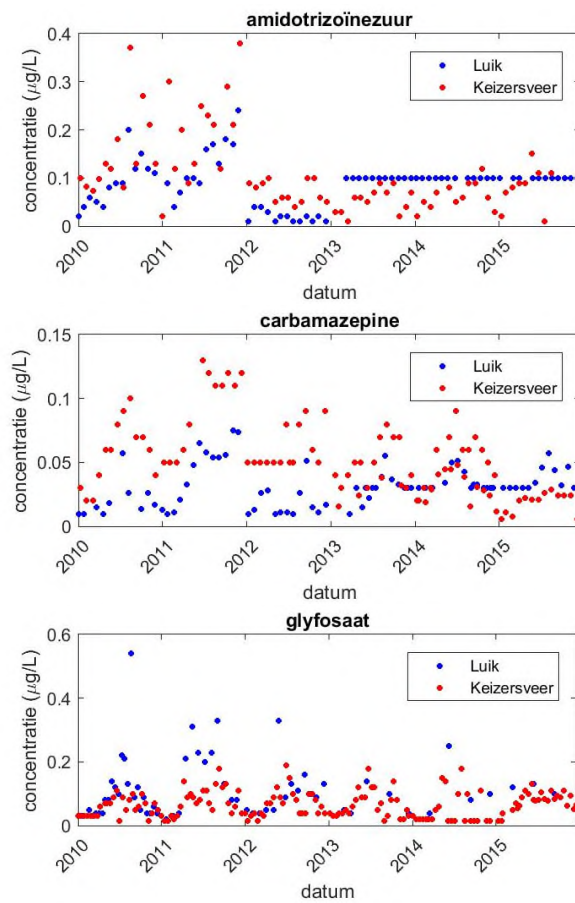 amidotrizoïnezuur
concentratie (μg/L)
0.4
0.3
0.2
0.1
0
Luik
Keizersveer
2010
2011
2012
2013
2014
2015
datum
carbamazepine
concentratie (μg/L)
0.15
0.1
0.05
0
Luik
Keizersveer
2010
2011
2012
2013
2014
2015
datum
glyfosaat
concentratie (μg/L)
0.6
0.4
0.2
0
Luik
Keizersveer
2010
2011
2012
2013
2014
2015
datum